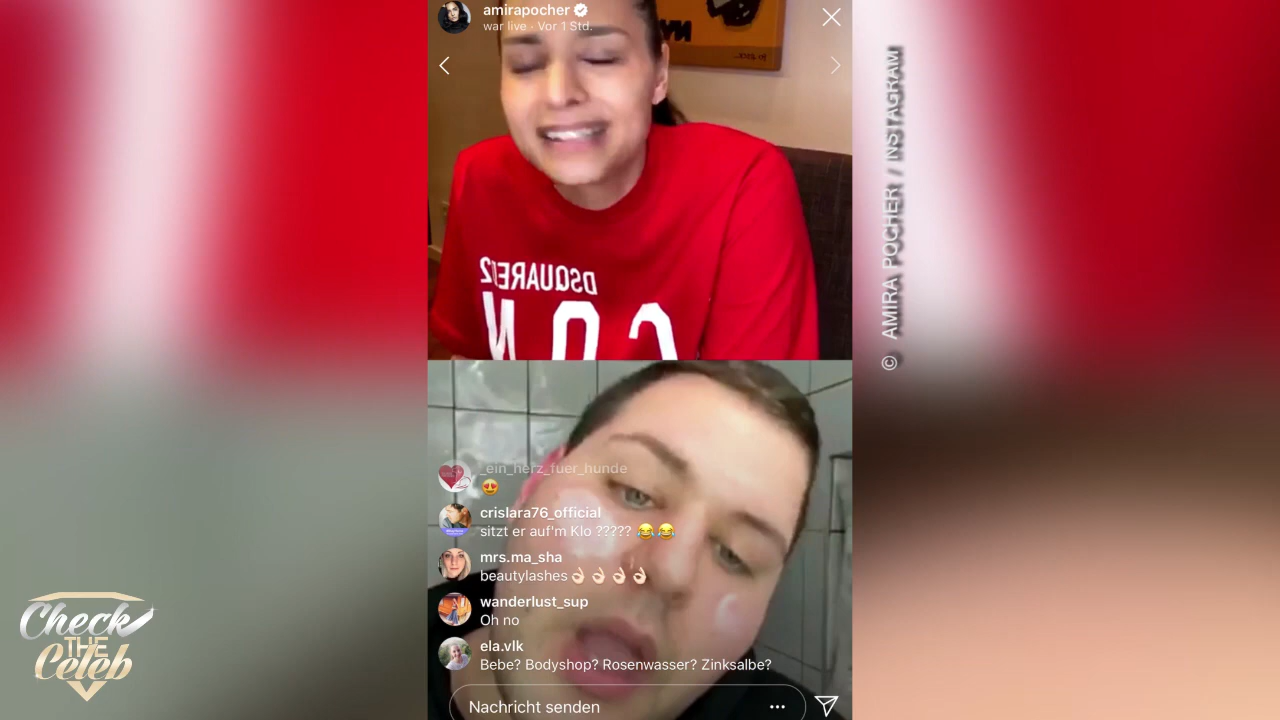 amirapocher
war live · Vor 1 Std.
DSQUARED2
ICON
_ein_herz_fuer_hunde
😍
crislara76_official
sitzt er auf'm Klo ????? 😂😂
mrs.ma_sha
beautylashes👌🏻👌🏻👌🏻👌🏻
wanderlust_sup
Oh no
ela.vlk
Bebe? Bodyshop? Rosenwasser? Zinksalbe?
Nachricht senden
© AMIRA POCHER / INSTAGRAM
Check
THE
Celeb